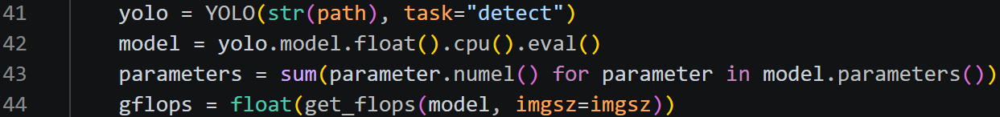 41 yolo = YOLO(str(path), task="detect")
42 model = yolo.model.float().cpu().eval()
43 parameters = sum(parameter.numel() for parameter in model.parameters())
44 gflops = float(get_flops(model, imgsz=imgsz))